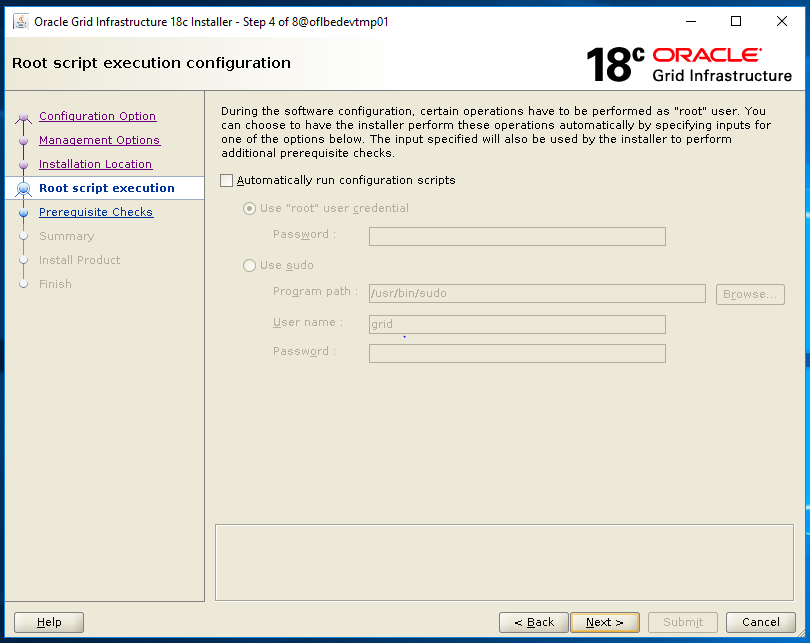 Oracle Grid Infrastructure 18c Installer - Step 4 of 8@oflbedevtmp01
Root script execution configuration
18c ORACLE
Grid Infrastructure
Configuration Option
Management Options
Installation Location
Root script execution
Prerequisite Checks
Summary
Install Product
Finish
During the software configuration, certain operations have to be performed as "root" user. You
can choose to have the installer perform these operations automatically by specifying inputs for
one of the options below. The input specified will also be used by the installer to perform
additional prerequisite checks.
Automatically run configuration scripts
Use "root" user credential
Password :
Use sudo
Program path : /usr/bin/sudo Browse...
User name : grid
Password :
Help < Back Next > Submit Cancel